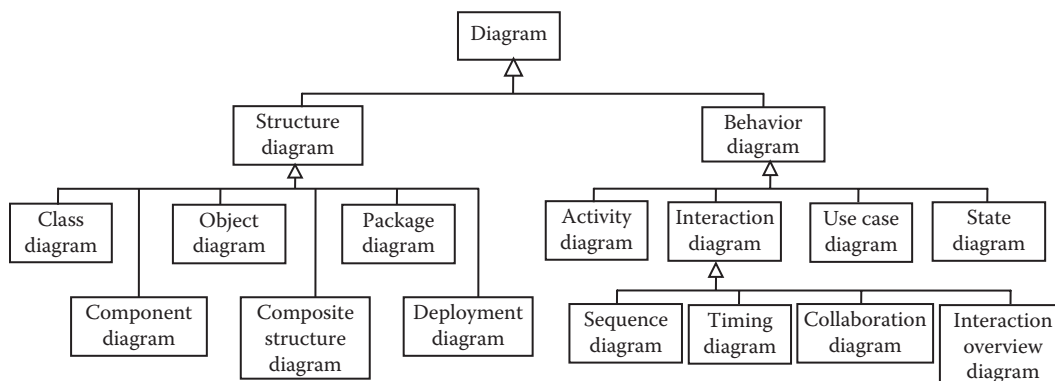 Diagram
Structure
diagram
Behavior
diagram
Class
diagram
Object
diagram
Package
diagram
Activity
diagram
Interaction
diagram
Use case
diagram
State
diagram
Component
diagram
Composite
structure
diagram
Deployment
diagram
Sequence
diagram
Timing
diagram
Collaboration
diagram
Interaction
overview
diagram